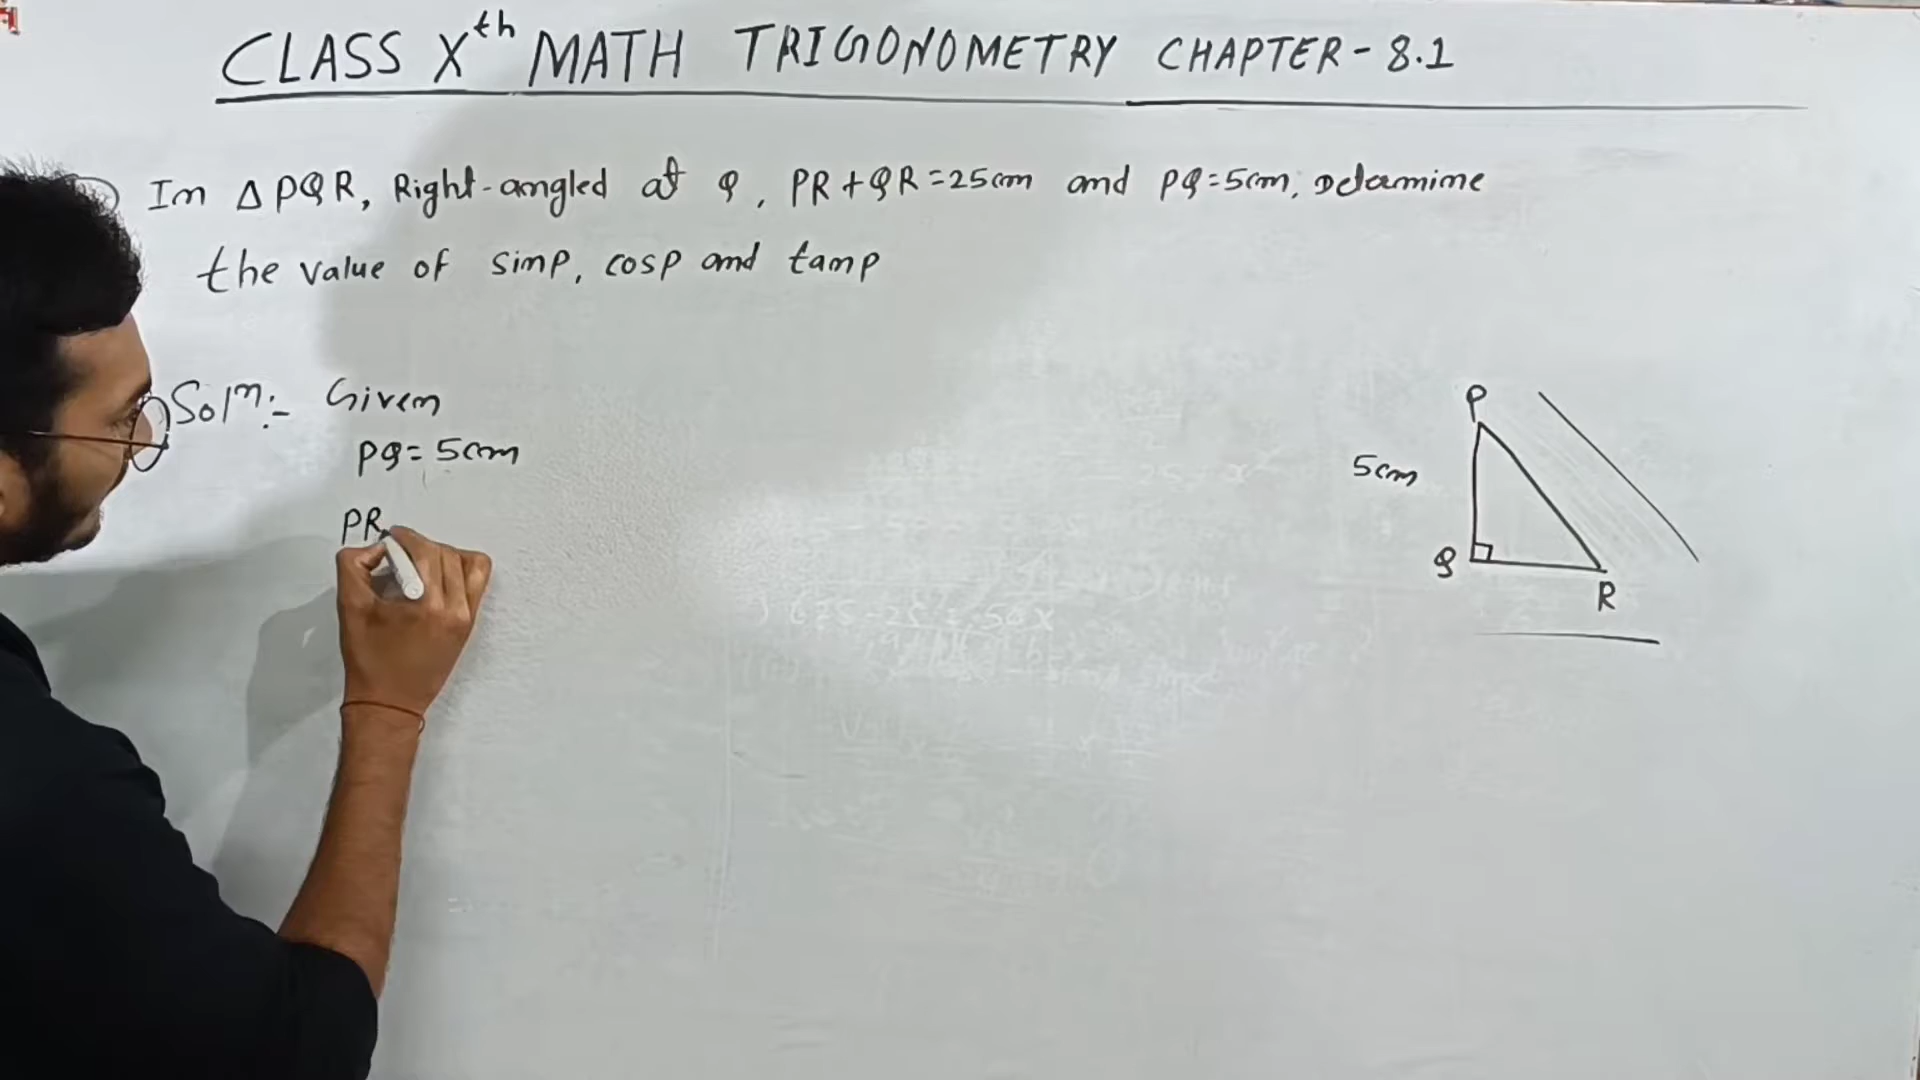 CLASS Xth MATH TRIGONOMETRY CHAPTER-8.1
In Δ PQR, Right-angled at Q, PR+QR=25cm and PQ=5cm, Determine
the value of sinp, cosp and tanp
Soln:- Given
PQ=5cm
PR
P
5cm
Q
R